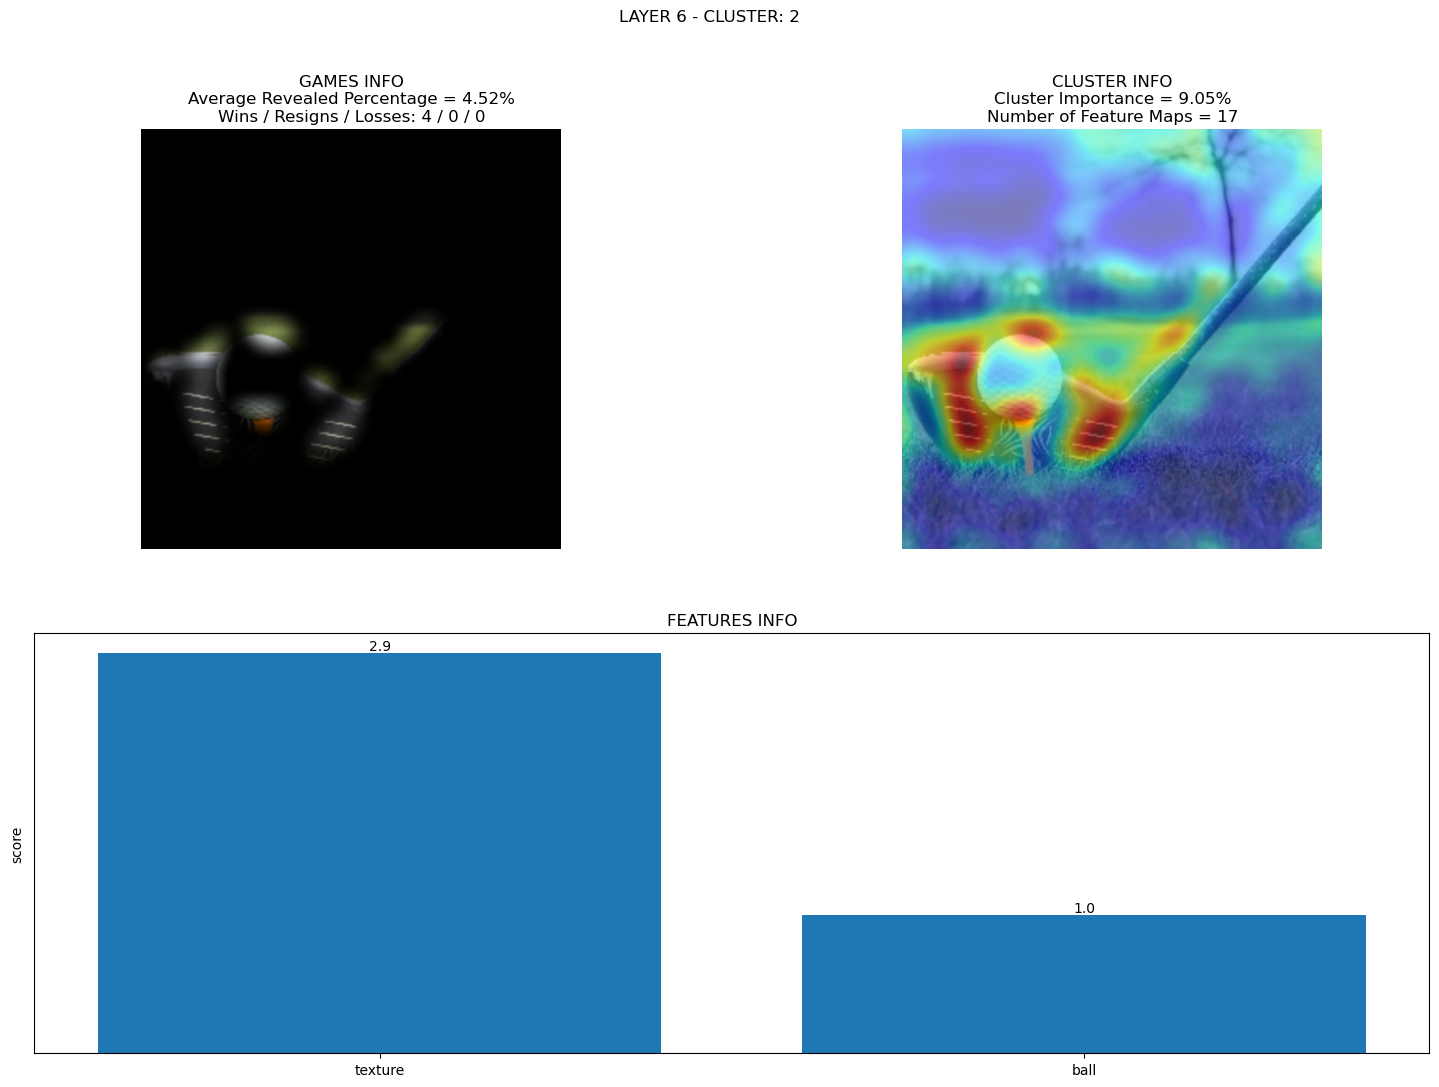 LAYER 6 - CLUSTER: 2
GAMES INFO
Average Revealed Percentage = 4.52%
Wins / Resigns / Losses: 4 / 0 / 0
CLUSTER INFO
Cluster Importance = 9.05%
Number of Feature Maps = 17
FEATURES INFO
score
2.9
1.0
texture
ball